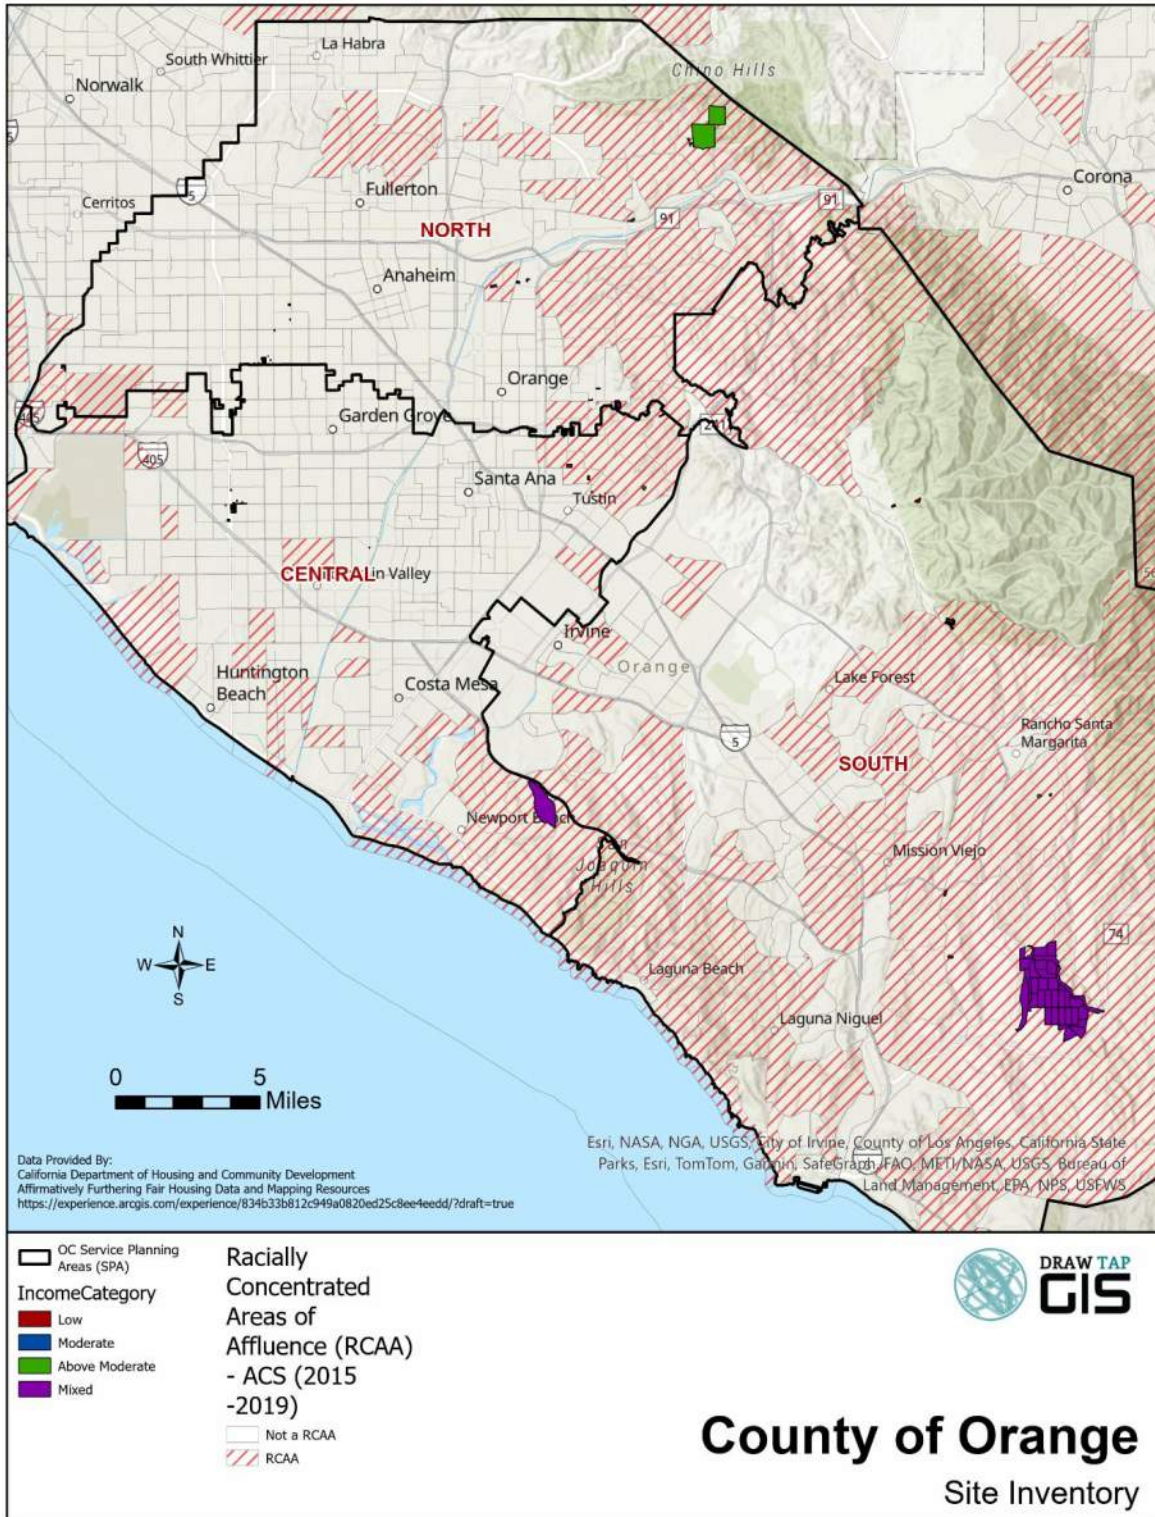 La Habra
South Whittier
Norwalk
Chino Hills
5
Corona
Fullerton
5
Cerritos
91
91
NORTH
Anaheim
Orange
405
Garden Grove
241
405
Santa Ana
Tustin
CENTRAL
in Valley
Irvine
Orange
Huntington
Beach
Costa Mesa
Lake Forest
Rancho Santa
Margarita
5
SOUTH
Newport Beach
San
Joaquin
Hills
Mission Viejo
74
N
W E
S
Laguna Beach
Laguna Niguel
0 5
Miles
Esri, NASA, NGA, USGS, City of Irvine, County of Los Angeles, California State
Parks, Esri, TomTom, Garmin, SafeGraph, FAO, METI/NASA, USGS, Bureau of
Land Management, EPA, NPS, USFWS
Data Provided By:
California Department of Housing and Community Development
Affirmatively Furthering Fair Housing Data and Mapping Resources
https://experience.arcgis.com/experience/834b33b812c949a0820ed25c8ee4eedd/?draft=true
OC Service Planning
Areas (SPA)
IncomeCategory
Low
Moderate
Above Moderate
Mixed
Racially
Concentrated
Areas of
Affluence (RCAA)
- ACS (2015
-2019)
Not a RCAA
RCAA
DRAW TAP
GIS
County of Orange
Site Inventory